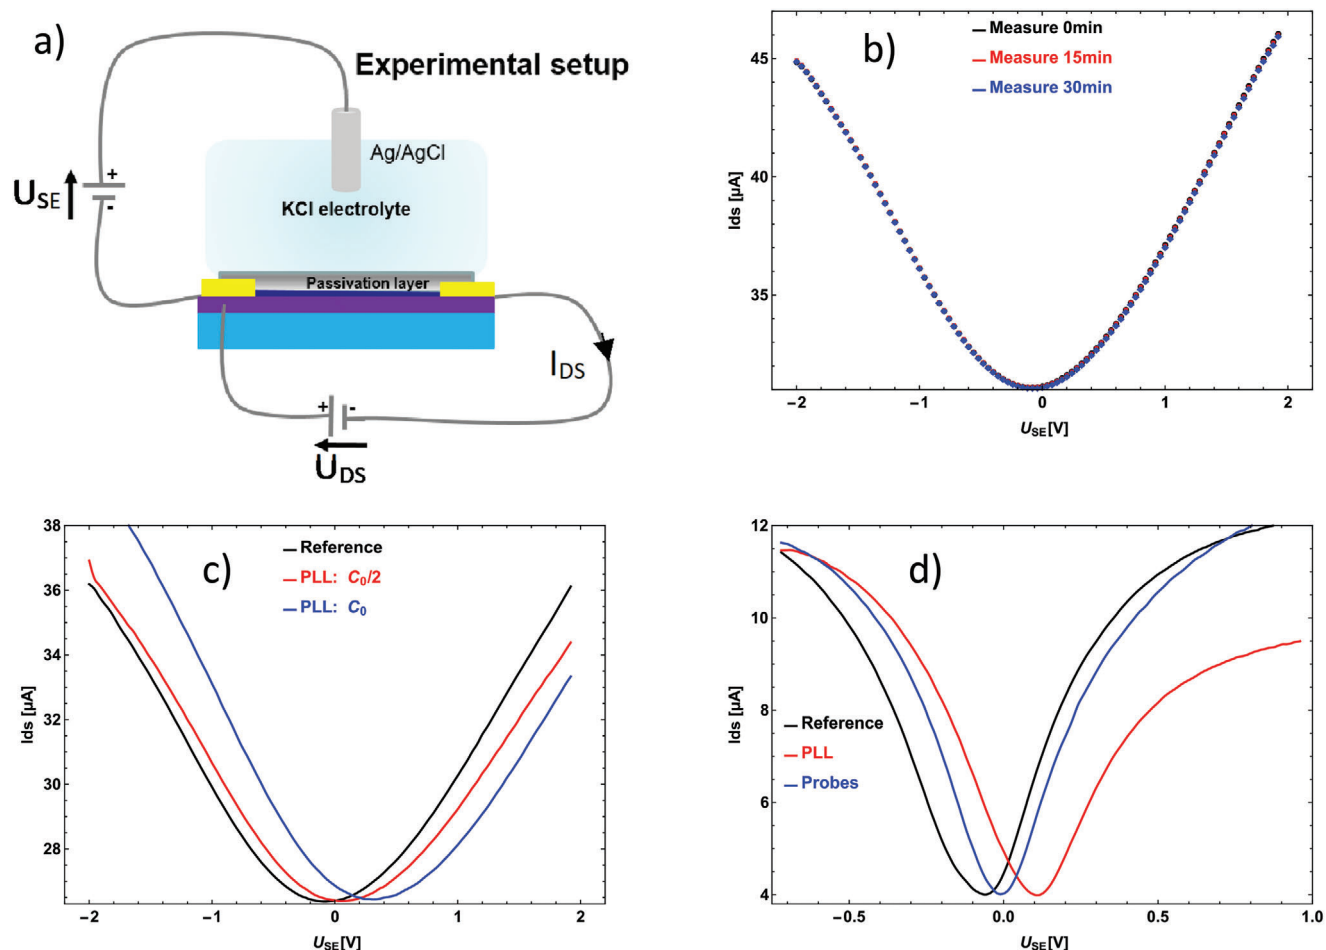 a)
Experimental setup
Ag/AgCl
KCl electrolyte
+
U_SE
-
Passivation layer
I_DS
+ -
U_DS
b)
Measure 0min
Measure 15min
Measure 30min
45
40
35
Ids [µA]
−2 −1 0 1 2
U_SE[V]
c)
Reference
PLL: C₀/2
PLL: C₀
38
36
34
32
30
28
Ids [µA]
−2 −1 0 1 2
U_SE[V]
d)
Reference
PLL
Probes
12
10
8
6
4
Ids [µA]
−0.5 0.0 0.5 1.0
U_SE[V]